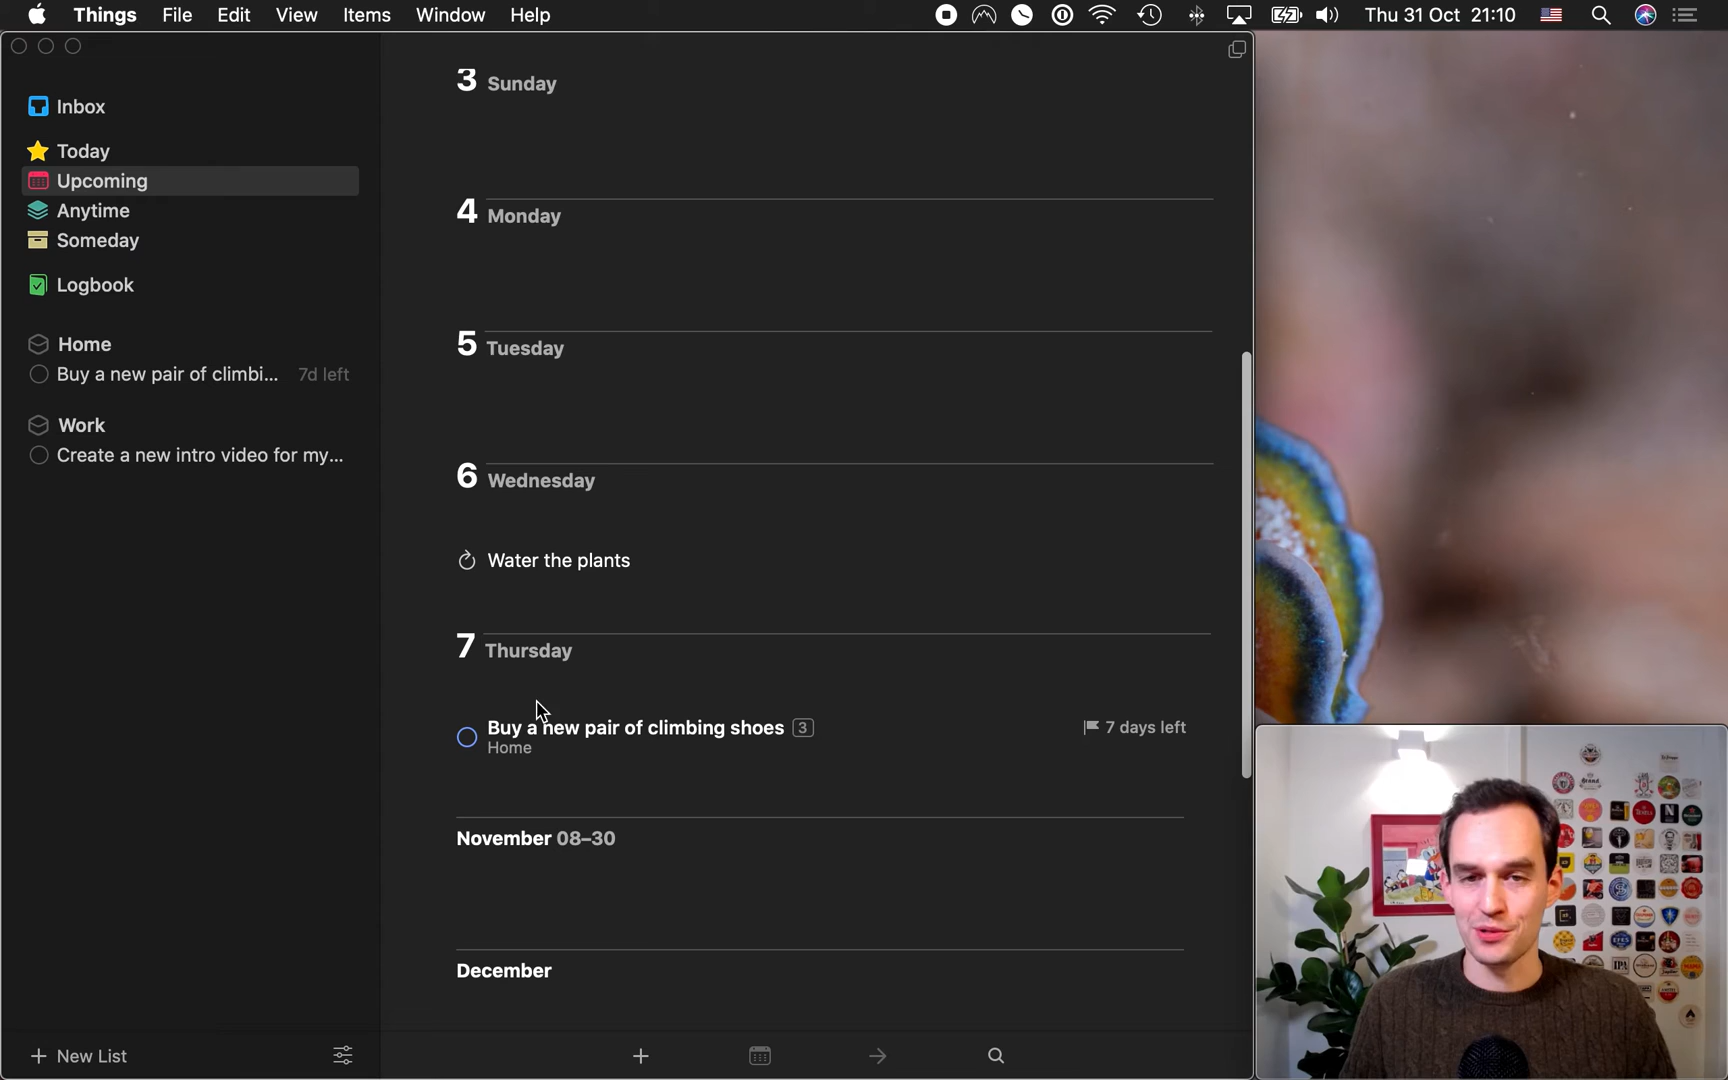 Things File Edit View Items Window Help Thu 31 Oct 21:10
Inbox
Today
Upcoming
Anytime
Someday
Logbook
Home
Buy a new pair of climbi... 7d left
Work
Create a new intro video for my...
New List
3 Sunday
4 Monday
5 Tuesday
6 Wednesday
Water the plants
7 Thursday
Buy a new pair of climbing shoes 3 7 days left
Home
November 08–30
December